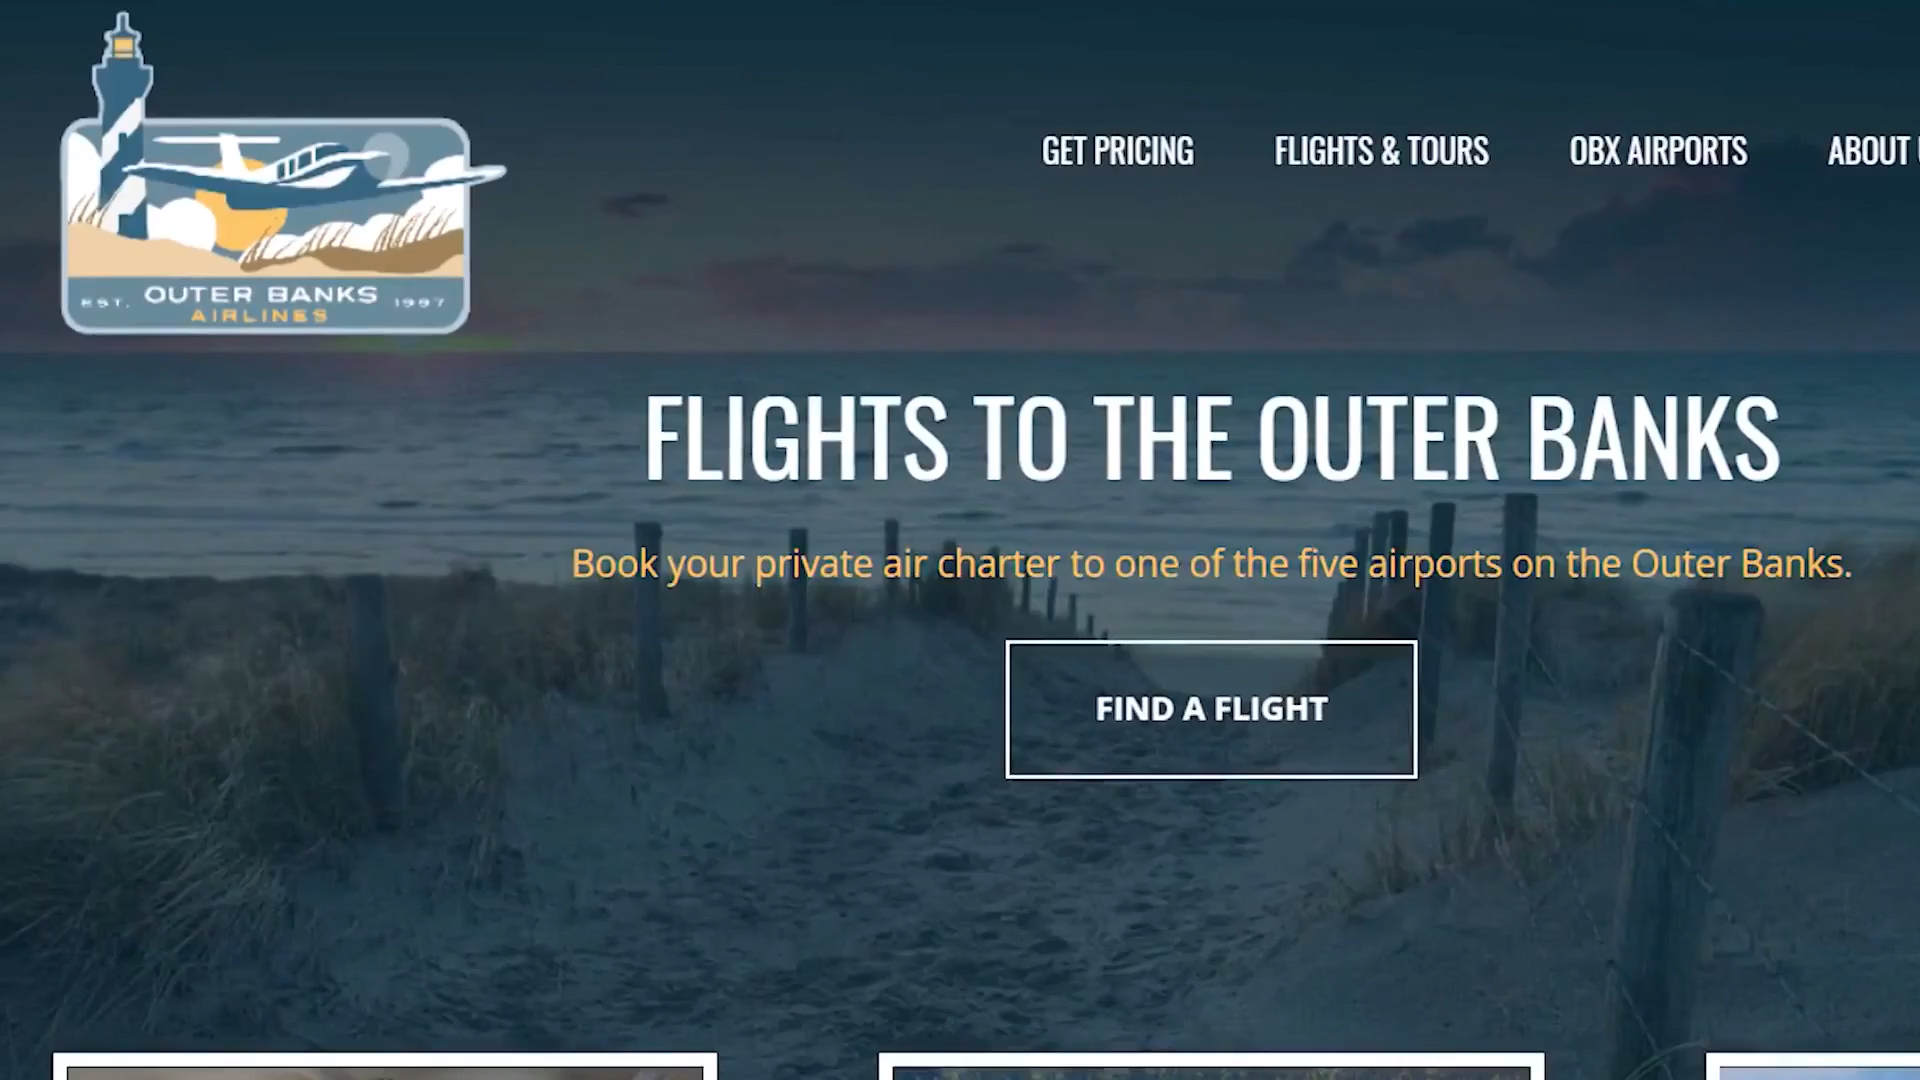 GET PRICING FLIGHTS & TOURS OBX AIRPORTS ABOUT
EST. OUTER BANKS 1997
AIRLINES
FLIGHTS TO THE OUTER BANKS
Book your private air charter to one of the five airports on the Outer Banks.
FIND A FLIGHT